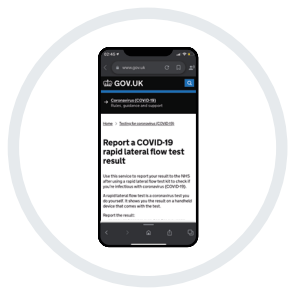 www.gov.uk
GOV.UK
→ Coronavirus (COVID-19)
Rules, guidance and support
Home > Testing for coronavirus (COVID-19)
Report a COVID-19
rapid lateral flow test
result
Use this service to report your result to the NHS
after using a rapid lateral flow test kit to check if
you're infectious with coronavirus (COVID-19).
A rapid lateral flow test is a coronavirus test you
do yourself. It shows you the result on a handheld
device that comes with the test.
Report the result: